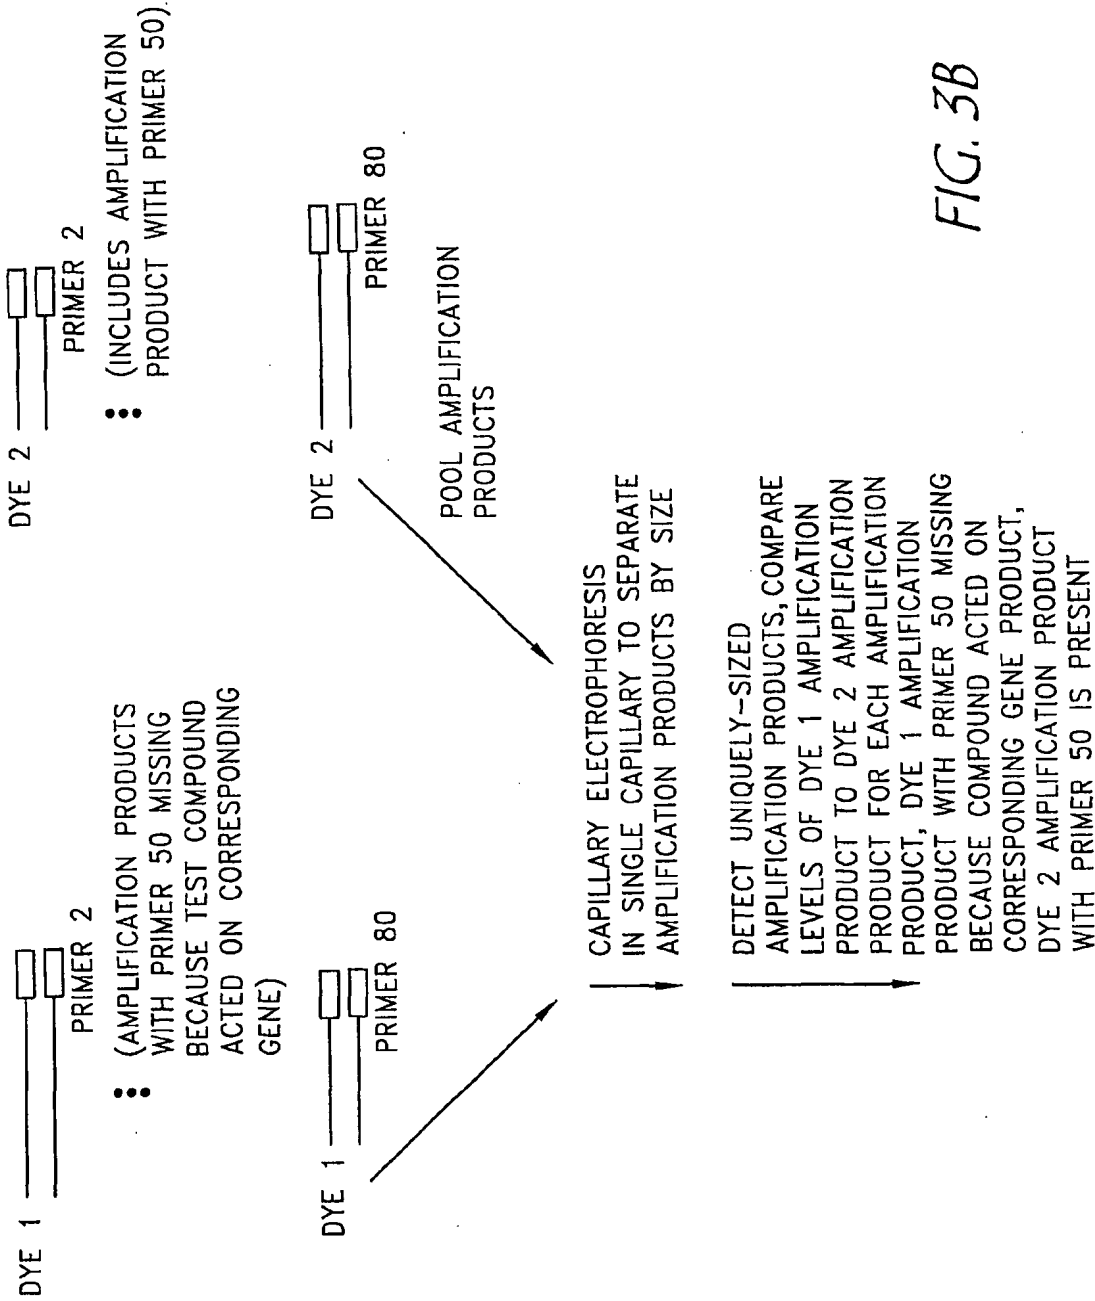 DYE 1
PRIMER 2
(AMPLIFICATION PRODUCTS
WITH PRIMER 50 MISSING
BECAUSE TEST COMPOUND
ACTED ON CORRESPONDING
GENE)
DYE 1
PRIMER 80
DYE 2
PRIMER 2
(INCLUDES AMPLIFICATION
PRODUCT WITH PRIMER 50)
DYE 2
PRIMER 80
POOL AMPLIFICATION
PRODUCTS
CAPILLARY ELECTROPHORESIS
IN SINGLE CAPILLARY TO SEPARATE
AMPLIFICATION PRODUCTS BY SIZE
DETECT UNIQUELY-SIZED
AMPLIFICATION PRODUCTS, COMPARE
LEVELS OF DYE 1 AMPLIFICATION
PRODUCT TO DYE 2 AMPLIFICATION
PRODUCT FOR EACH AMPLIFICATION
PRODUCT, DYE 1 AMPLIFICATION
PRODUCT WITH PRIMER 50 MISSING
BECAUSE COMPOUND ACTED ON
CORRESPONDING GENE PRODUCT,
DYE 2 AMPLIFICATION PRODUCT
WITH PRIMER 50 IS PRESENT
FIG. 3B